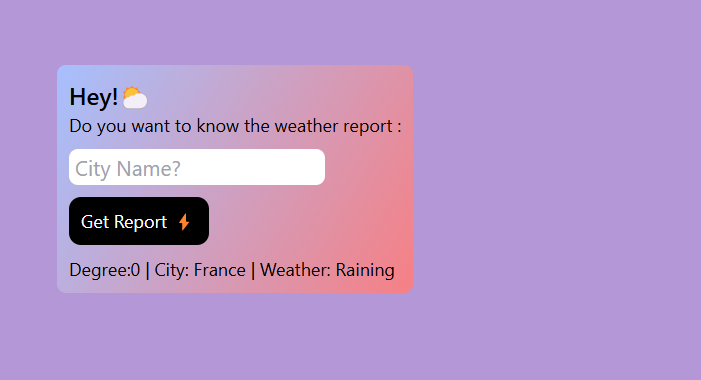 Hey!
Do you want to know the weather report :
City Name?
Get Report
Degree:0 | City: France | Weather: Raining